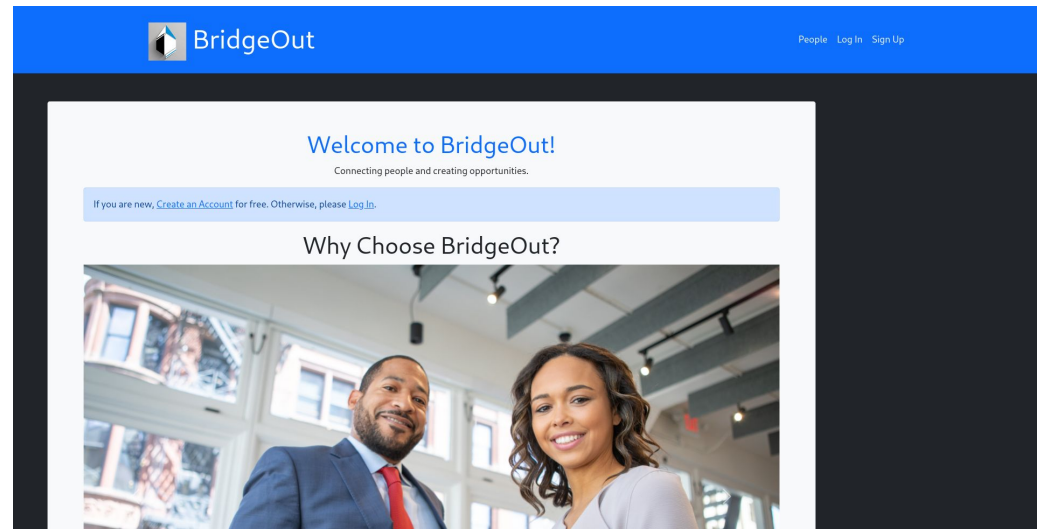 BridgeOut
People Log In Sign Up
Welcome to BridgeOut!
Connecting people and creating opportunities.
If you are new, Create an Account for free. Otherwise, please Log In.
Why Choose BridgeOut?